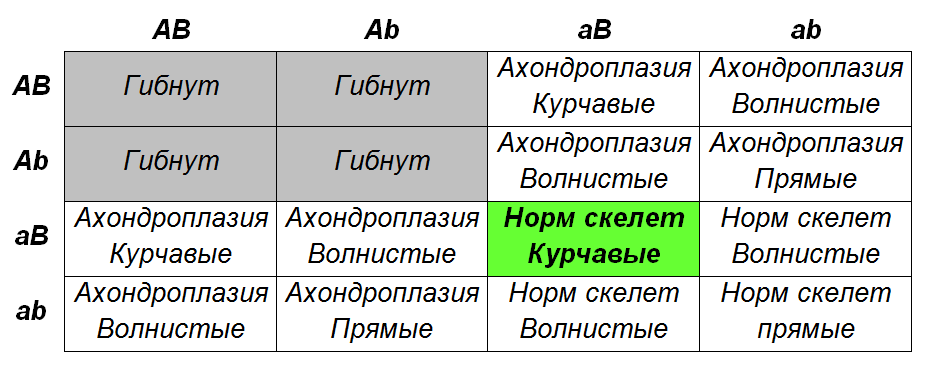 AB Ab aB ab
AB Гибнут Гибнут Ахондроплазия Курчавые Ахондроплазия Волнистые
Ab Гибнут Гибнут Ахондроплазия Волнистые Ахондроплазия Прямые
aB Ахондроплазия Курчавые Ахондроплазия Волнистые Норм скелет Курчавые Норм скелет Волнистые
ab Ахондроплазия Волнистые Ахондроплазия Прямые Норм скелет Волнистые Норм скелет прямые